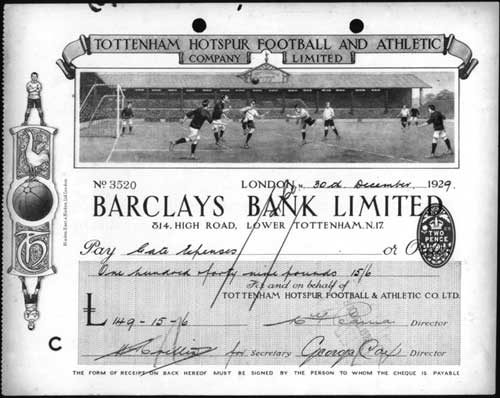 TOTTENHAM HOTSPUR FOOTBALL AND ATHLETIC
COMPANY LIMITED
No 3520 LONDON, 30th December, 1929.
BARCLAYS BANK LIMITED
814, HIGH ROAD, LOWER TOTTENHAM, N.17.
TWO PENCE
Pay Gate Expenses or O
One hundred & forty nine pounds 15/6
For and on behalf of
TOTTENHAM HOTSPUR FOOTBALL & ATHLETIC CO. LTD.
£ 149-15-6 Director
for Secretary George Cox Director
C
THE FORM OF RECEIPT ON BACK HEREOF MUST BE SIGNED BY THE PERSON TO WHOM THE CHEQUE IS PAYABLE